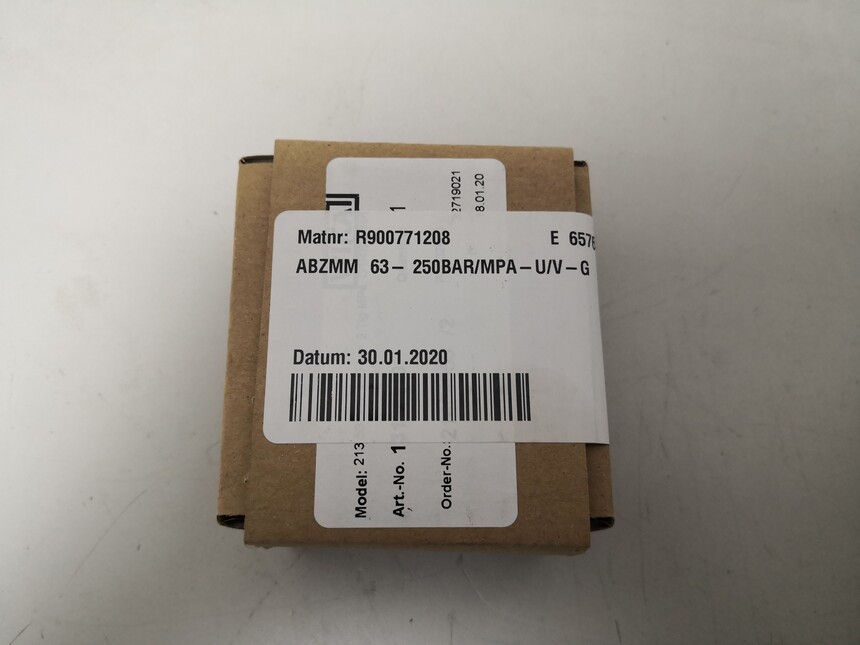 Matnr: R900771208 E 6578
ABZMM 63- 250BAR/MPA-U/V-G
Datum: 30.01.2020
Model: 213
Art.-No. 1
Order-No.:
2719021
8.01.20